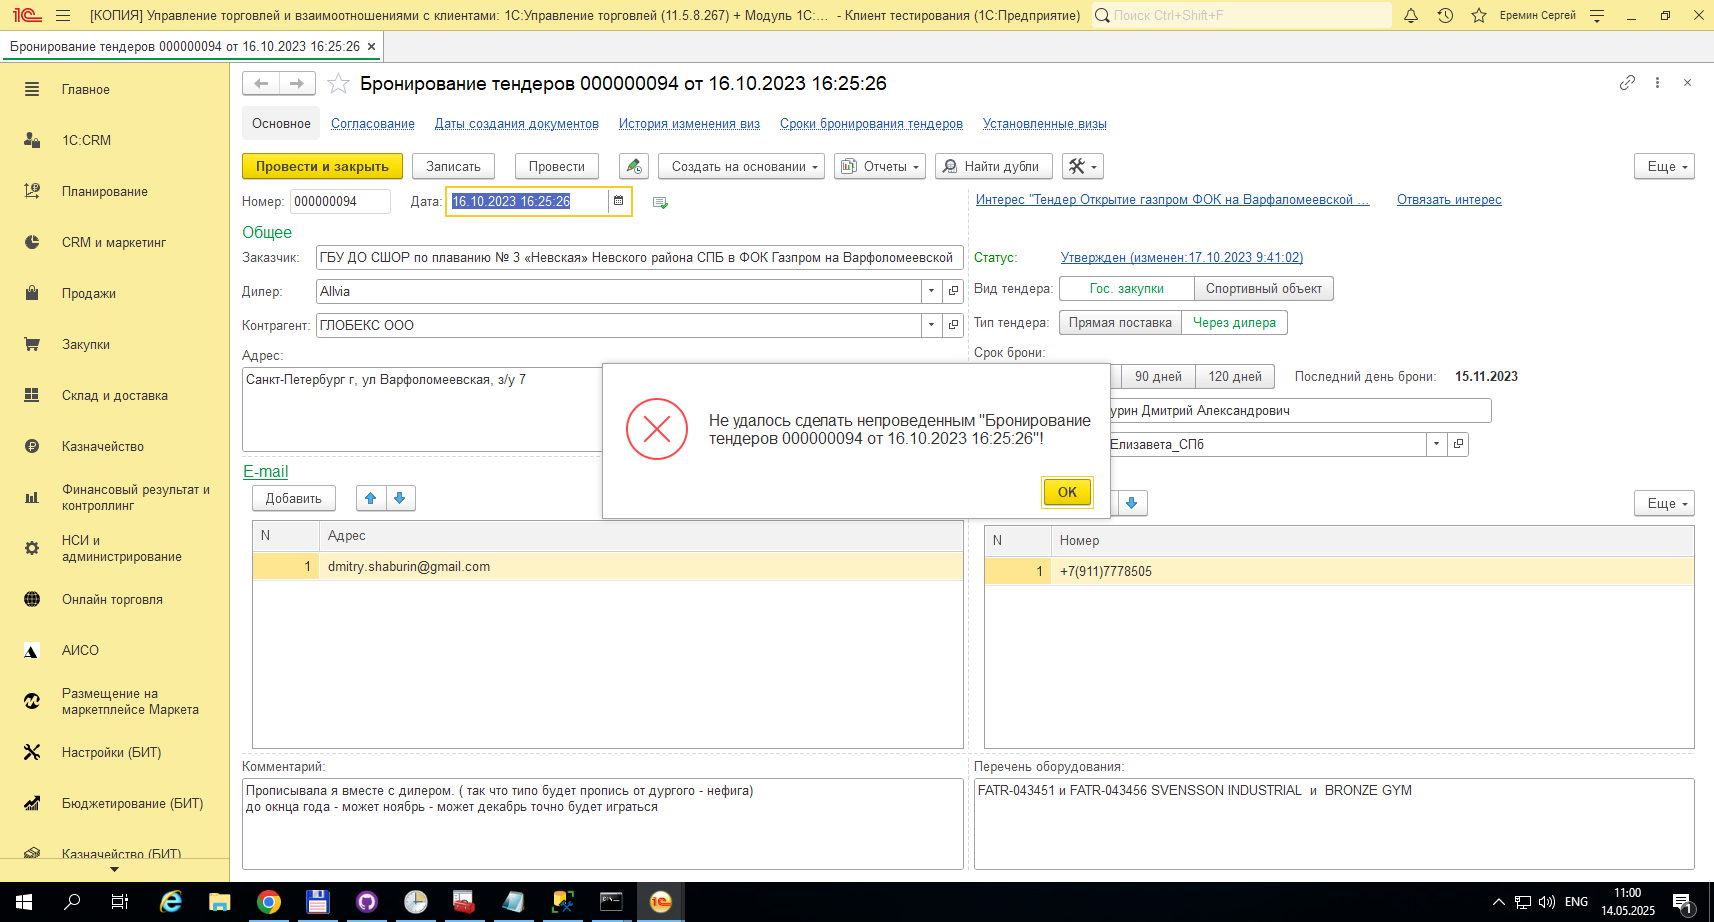 [КОПИЯ] Управление торговлей и взаимоотношениями с клиентами: 1С:Управление торговлей (11.5.8.267) + Модуль 1С:... - Клиент тестирования (1С:Предприятие)
Поиск Ctrl+Shift+F
Еремин Сергей
Бронирование тендеров 000000094 от 16.10.2023 16:25:26 ×
Главное
1С:CRM
Планирование
CRM и маркетинг
Продажи
Закупки
Склад и доставка
Казначейство
Финансовый результат и
контроллинг
НСИ и
администрирование
Онлайн торговля
АИСО
Размещение на
маркетплейсе Маркета
Настройки (БИТ)
Бюджетирование (БИТ)
Казначейство (БИТ)
Бронирование тендеров 000000094 от 16.10.2023 16:25:26
Основное Согласование Даты создания документов История изменения виз Сроки бронирования тендеров Установленные визы
Провести и закрыть Записать Провести Создать на основании Отчеты Найти дубли Еще
Номер: 000000094 Дата: 16.10.2023 16:25:26
Интерес "Тендер Открытие газпром ФОК на Варфаломеевской ... Отвязать интерес
Общее
Заказчик: ГБУ ДО СШОР по плаванию № 3 «Невская» Невского района СПБ в ФОК Газпром на Варфоломеевской
Статус: Утвержден (изменен:17.10.2023 9:41:02)
Дилер: Allvia
Вид тендера: Гос. закупки Спортивный объект
Контрагент: ГЛОБЕКС ООО
Тип тендера: Прямая поставка Через дилера
Адрес:
Санкт-Петербург г, ул Варфоломеевская, з/у 7
Срок брони:
90 дней 120 дней Последний день брони: 15.11.2023
урин Дмитрий Александрович
Елизавета_СПб
Не удалось сделать непроведенным "Бронирование
тендеров 000000094 от 16.10.2023 16:25:26"!
OK
E-mail
Добавить
Еще
N Адрес
1 dmitry.shaburin@gmail.com
N Номер
1 +7(911)7778505
Комментарий:
Прописывала я вместе с дилером. ( так что типо будет пропись от дургого - нефига)
до окнца года - может ноябрь - может декабрь точно будет играться
Перечень оборудования:
FATR-043451 и FATR-043456 SVENSSON INDUSTRIAL и BRONZE GYM
ENG
11:00
14.05.2025
1